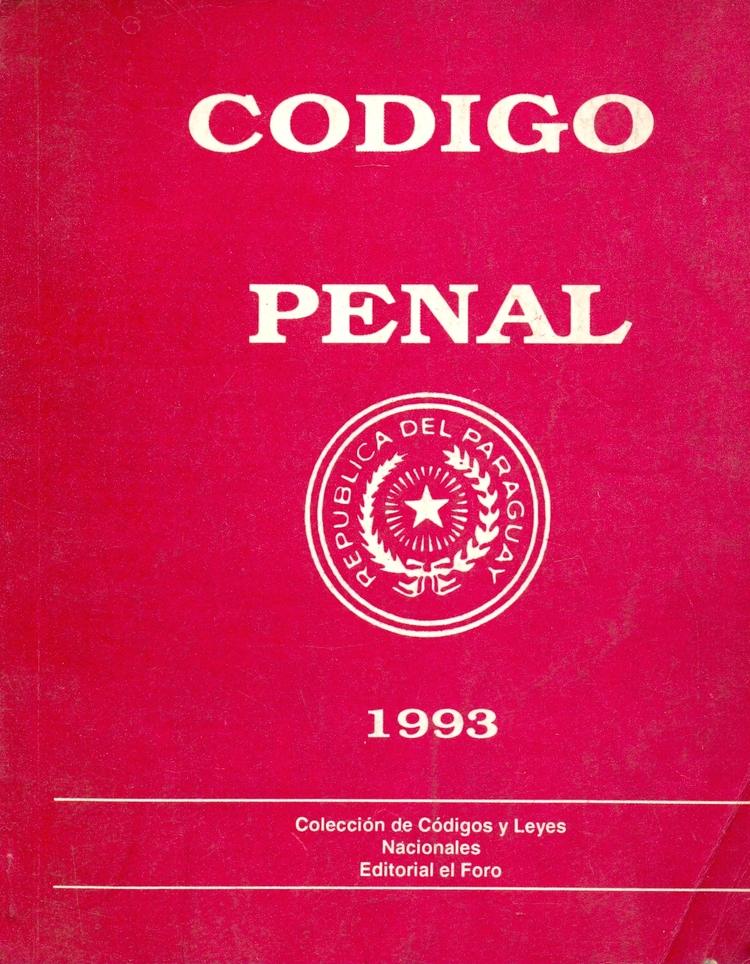 CODIGO
PENAL
REPUBLICA DEL PARAGUAY
1993
Colección de Códigos y Leyes
Nacionales
Editorial el Foro